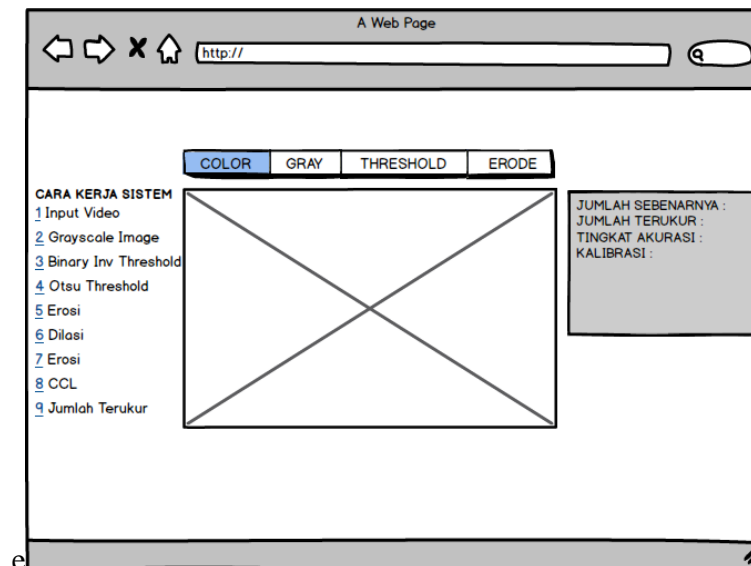 A Web Page
http://
COLOR GRAY THRESHOLD ERODE
CARA KERJA SISTEM
1 Input Video
2 Grayscale Image
3 Binary Inv Threshold
4 Otsu Threshold
5 Erosi
6 Dilasi
7 Erosi
8 CCL
9 Jumlah Terukur
JUMLAH SEBENARNYA :
JUMLAH TERUKUR :
TINGKAT AKURASI :
KALIBRASI :
e